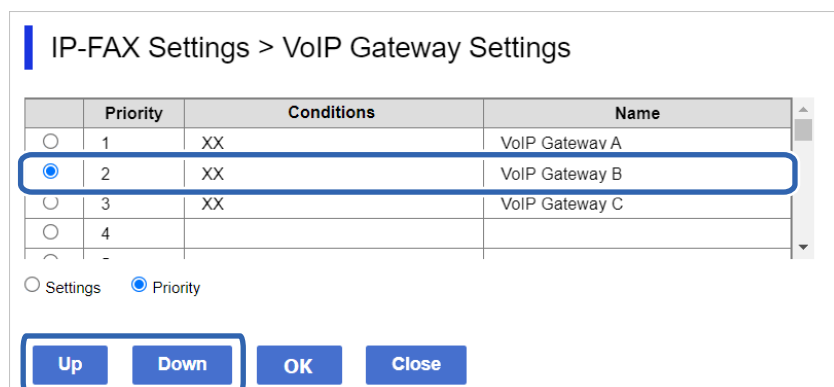 IP-FAX Settings > VoIP Gateway Settings
Priority Conditions Name
1 XX VoIP Gateway A
2 XX VoIP Gateway B
3 XX VoIP Gateway C
4
Settings Priority
Up Down OK Close